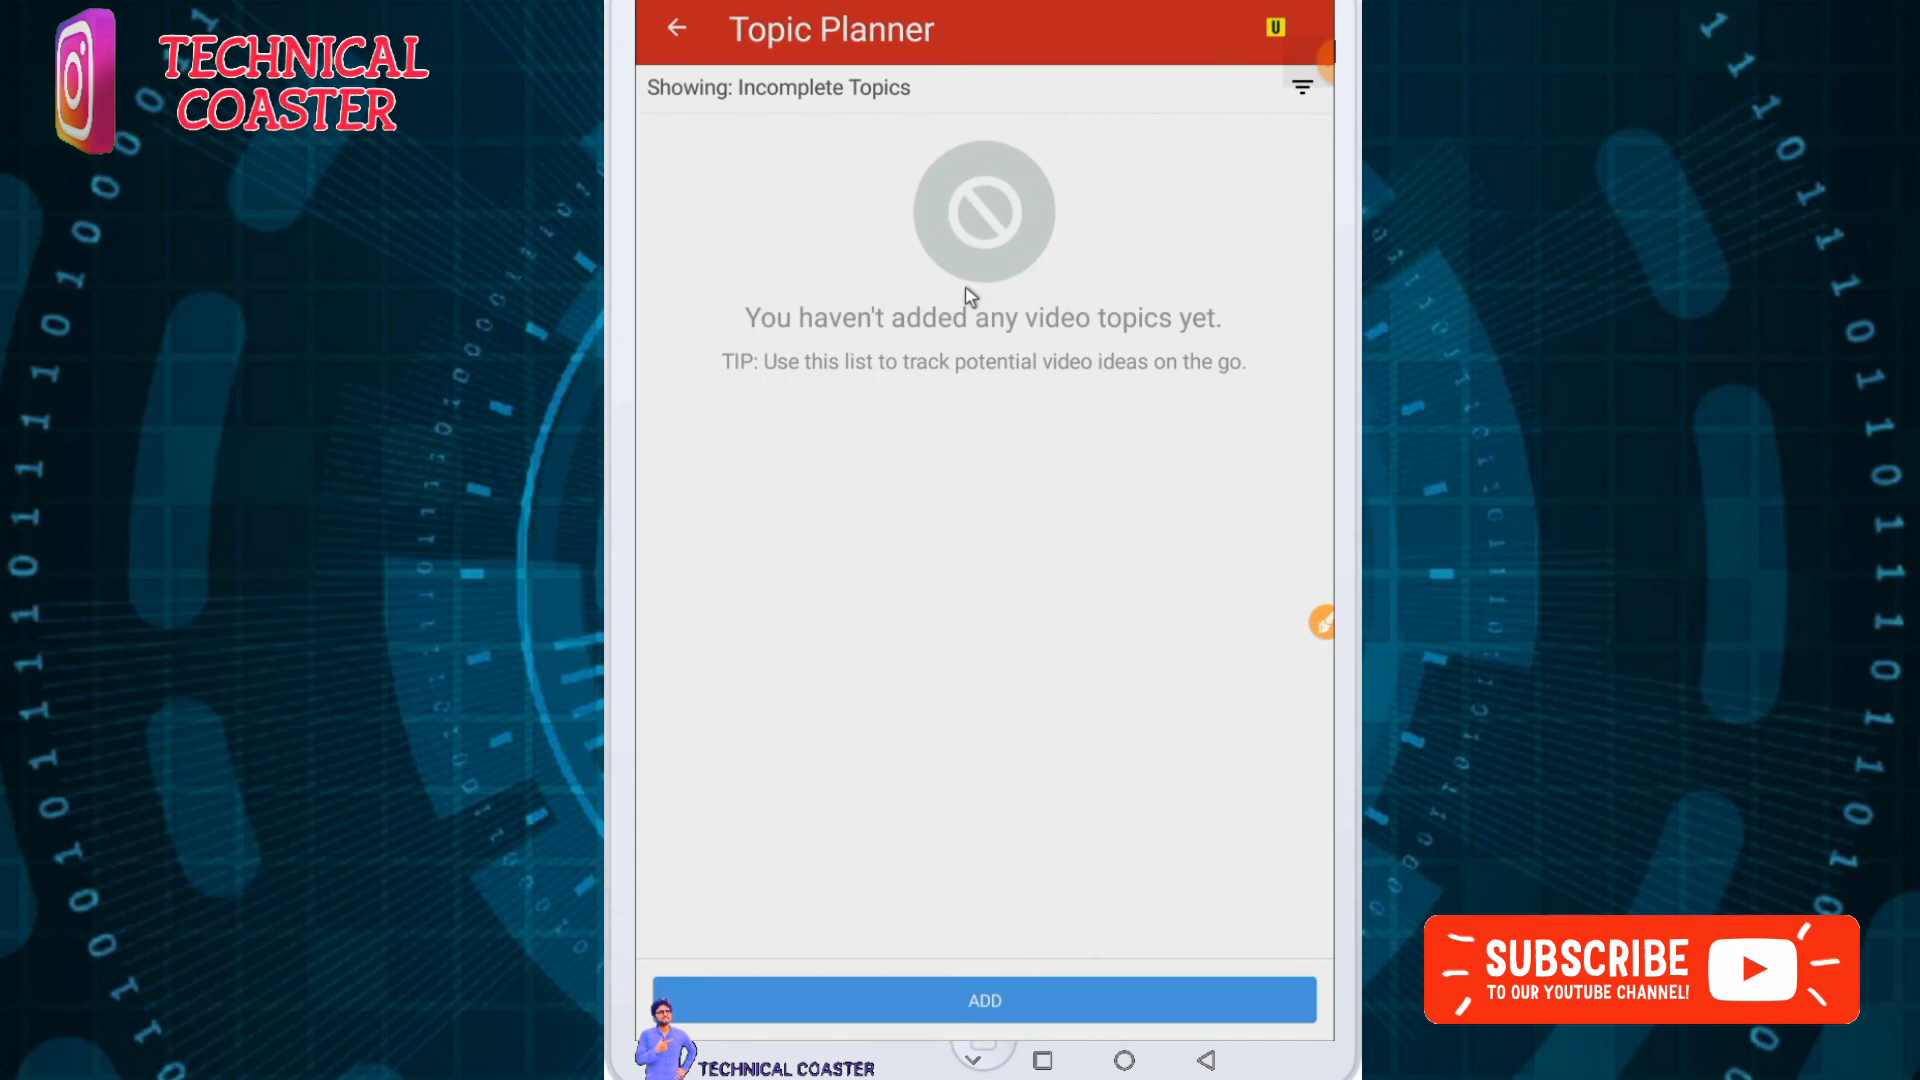 TECHNICAL
COASTER
Topic Planner
U
Showing: Incomplete Topics
You haven't added any video topics yet.
TIP: Use this list to track potential video ideas on the go.
ADD
SUBSCRIBE
TO OUR YOUTUBE CHANNEL!
TECHNICAL COASTER